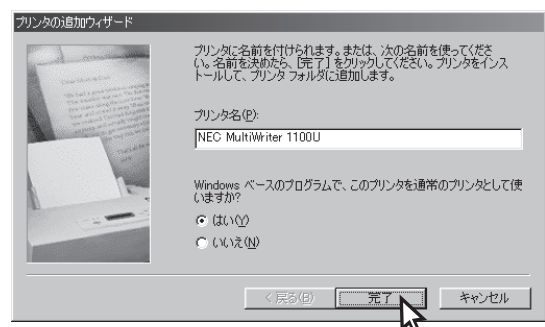 プリンタの追加ウィザード
プリンタに名前を付けられます。または、次の名前を使ってくださ
い。名前を決めたら、[完了] をクリックしてください。プリンタをインス
トールして、プリンタ フォルダに追加します。
プリンタ名(P):
NEC MultiWriter 1100U
Windows ベースのプログラムで、このプリンタを通常のプリンタとして使
いますか?
はい(Y)
いいえ(N)
< 戻る(B)
完了
キャンセル